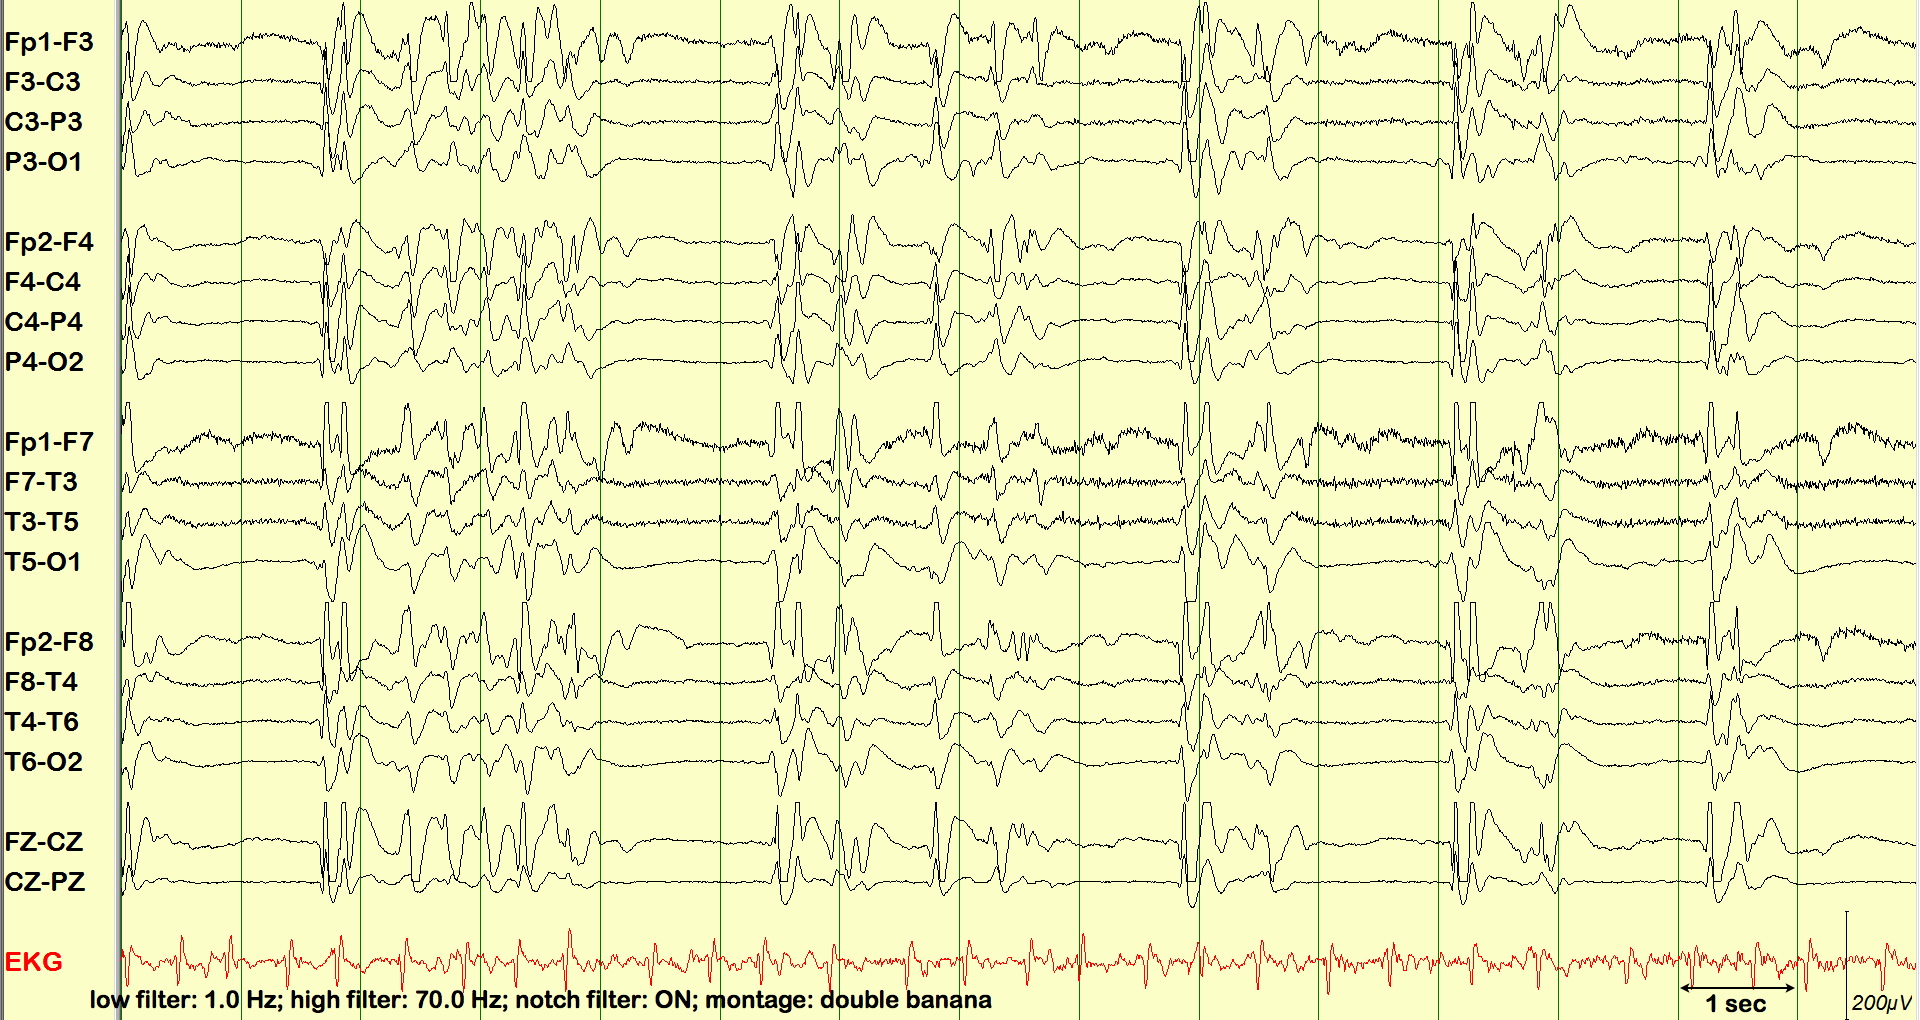 Fp1-F3
F3-C3
C3-P3
P3-O1
Fp2-F4
F4-C4
C4-P4
P4-O2
Fp1-F7
F7-T3
T3-T5
T5-O1
Fp2-F8
F8-T4
T4-T6
T6-O2
FZ-CZ
CZ-PZ
EKG
low filter: 1.0 Hz; high filter: 70.0 Hz; notch filter: ON; montage: double banana
1 sec
200µV